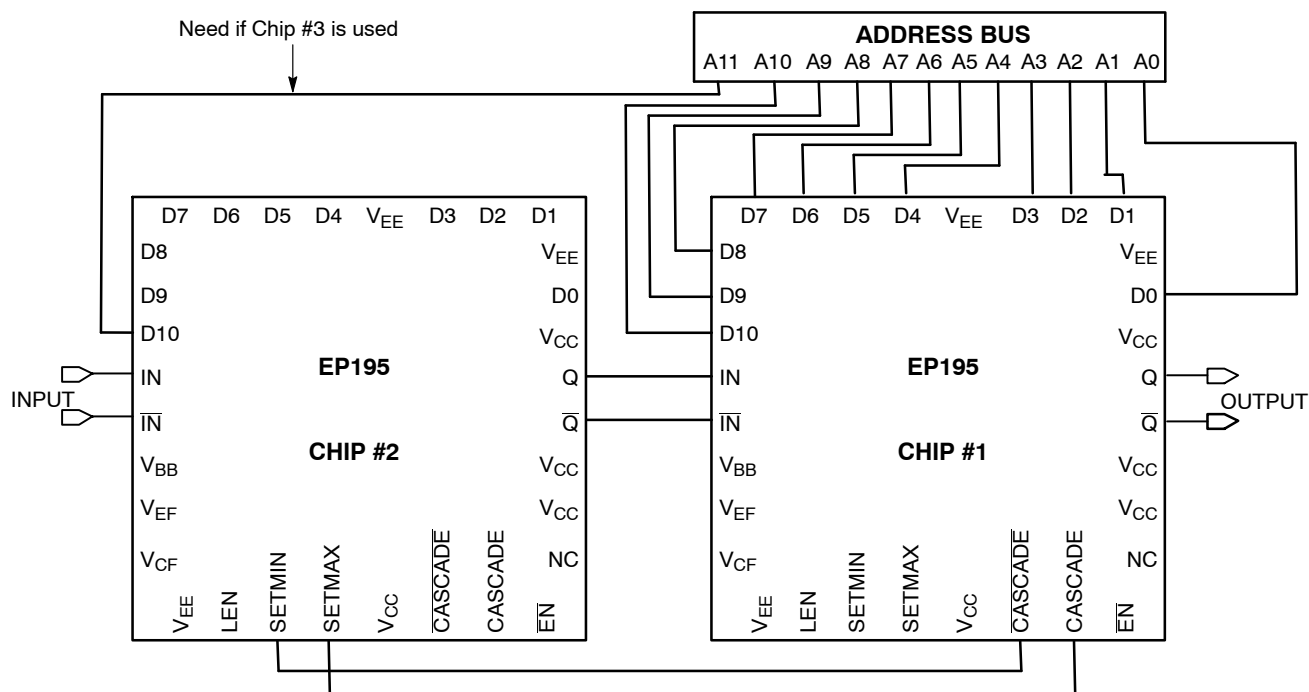 Need if Chip #3 is used
ADDRESS BUS
A11 A10 A9 A8 A7 A6 A5 A4 A3 A2 A1 A0
D7 D6 D5 D4 VEE D3 D2 D1
D8 VEE
D9 D0
D10 VCC
IN EP195 Q
INPUT
IN Q
CHIP #2
VBB VCC
VEF VCC
VCF NC
VEE LEN SETMIN SETMAX VCC CASCADE CASCADE EN
D7 D6 D5 D4 VEE D3 D2 D1
D8 VEE
D9 D0
D10 VCC
IN EP195 Q
OUTPUT
IN Q
CHIP #1
VBB VCC
VEF VCC
VCF NC
VEE LEN SETMIN SETMAX VCC CASCADE CASCADE EN